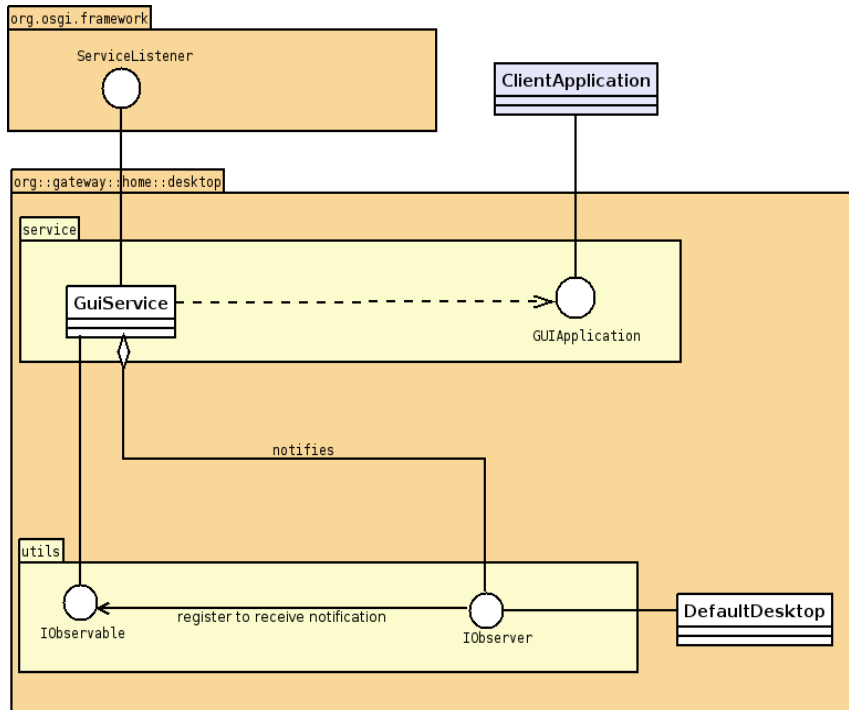 org.osgi.framework
ServiceListener
ClientApplication
org::gateway::home::desktop
service
GuiService
GUIApplication
notifies
utils
register to receive notification
IObservable
IObserver
DefaultDesktop